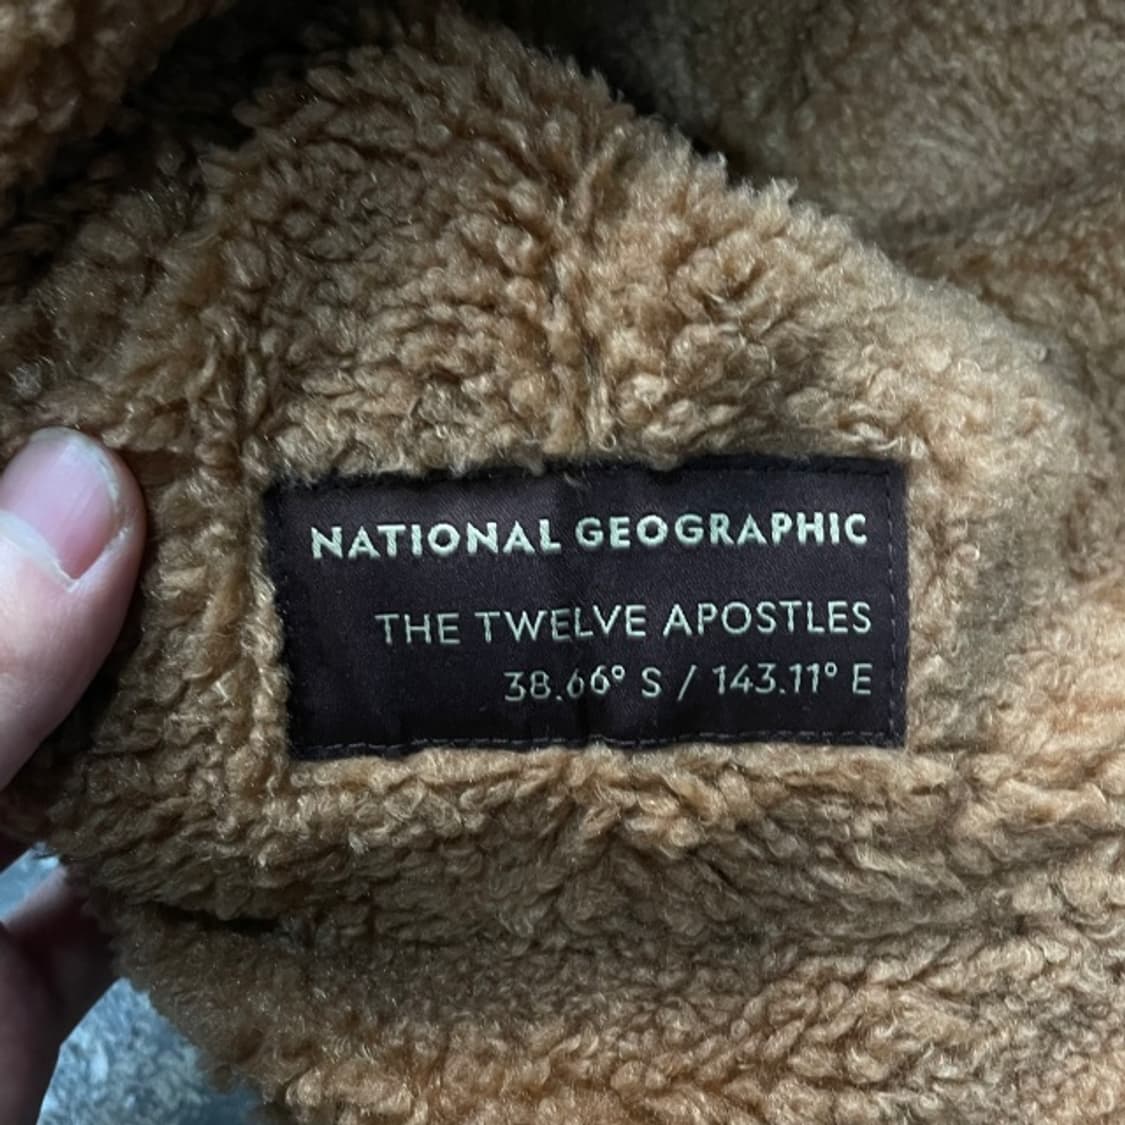 NATIONAL GEOGRAPHIC
THE TWELVE APOSTLES
38.66° S / 143.11° E